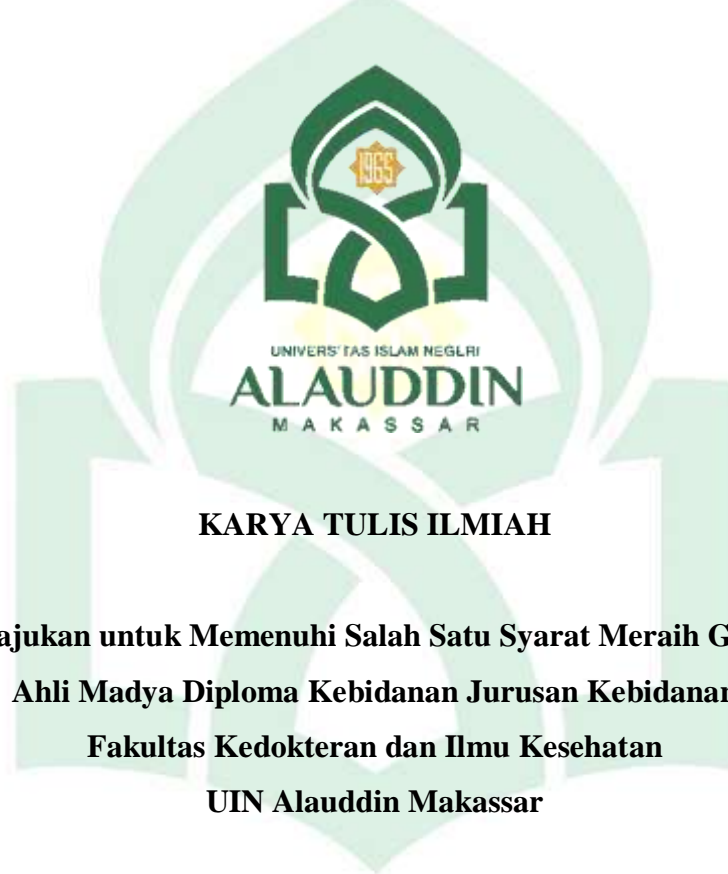 1965
UNIVERSITAS ISLAM NEGERI
ALAUDDIN
MAKASSAR
KARYA TULIS ILMIAH
ajukan untuk Memenuhi Salah Satu Syarat Meraih G
Ahli Madya Diploma Kebidanan Jurusan Kebidanan
Fakultas Kedokteran dan Ilmu Kesehatan
UIN Alauddin Makassar